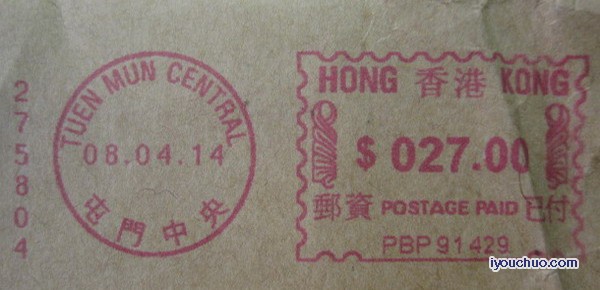 275804
TUEN MUN CENTRAL
08.04.14
屯門中央
HONG 香港 KONG
$ 027.00
郵資 POSTAGE PAID 已付
PBP 91429
iyouchuo.com